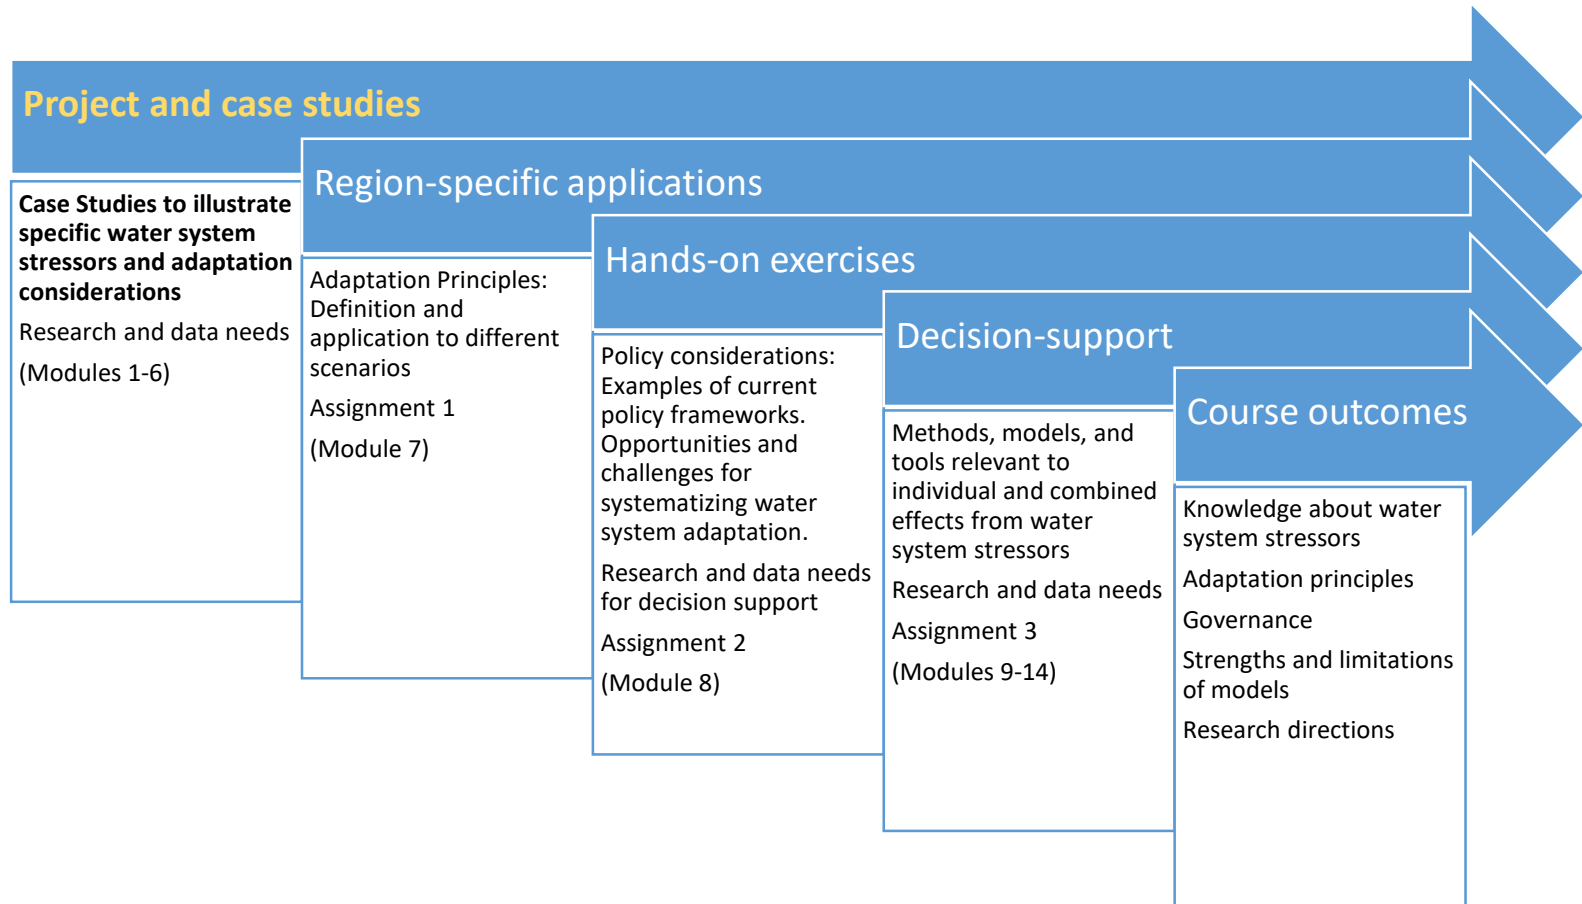 Project and case studies
Case Studies to illustrate
specific water system
stressors and adaptation
considerations
Research and data needs
(Modules 1-6)
Region-specific applications
Adaptation Principles:
Definition and
application to different
scenarios
Assignment 1
(Module 7)
Hands-on exercises
Policy considerations:
Examples of current
policy frameworks.
Opportunities and
challenges for
systematizing water
system adaptation.
Research and data needs
for decision support
Assignment 2
(Module 8)
Decision-support
Methods, models, and
tools relevant to
individual and combined
effects from water
system stressors
Research and data needs
Assignment 3
(Modules 9-14)
Course outcomes
Knowledge about water
system stressors
Adaptation principles
Governance
Strengths and limitations
of models
Research directions